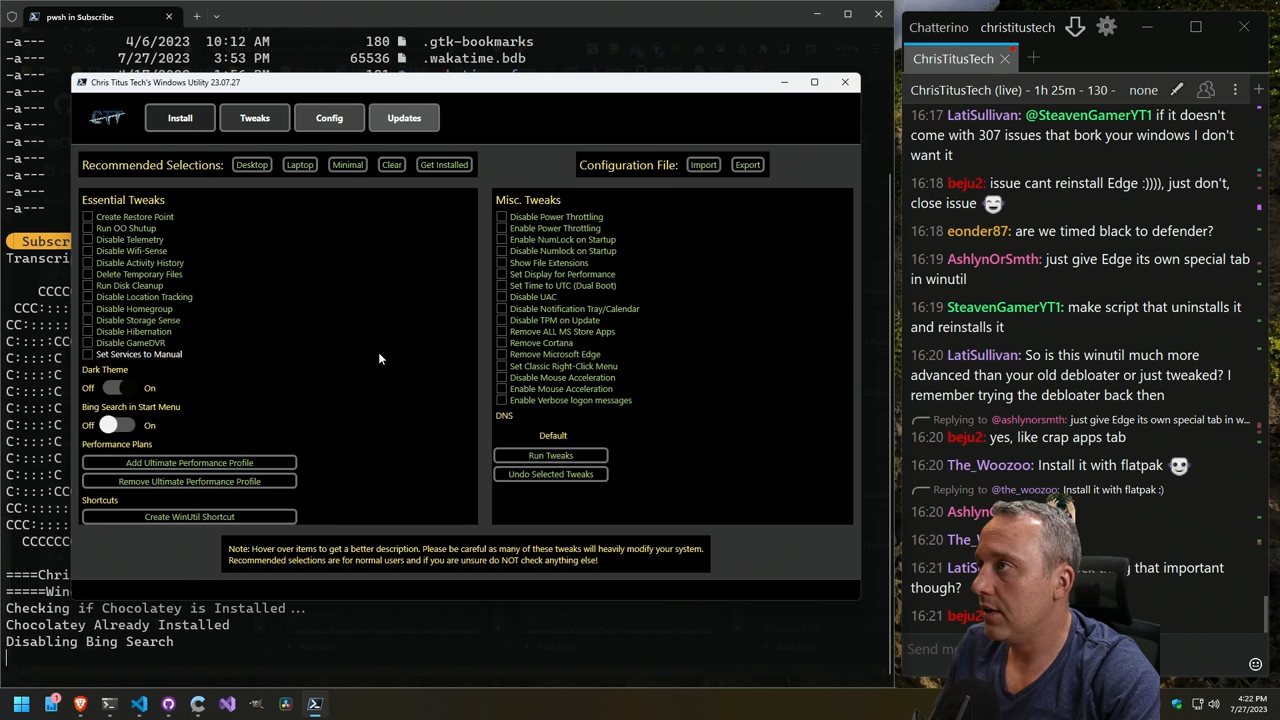 pwsh in Subscribe
-a--- 4/6/2023 10:12 AM 180 .gtk-bookmarks
-a--- 7/27/2023 3:53 PM 65536 .wakatime.bdb
-a---
-a---
-a---
-a---
-a---
-a---
-a---
-a---
Subscr
Transcri
CCCCC
CCC::::
CC:::::
C:::::C
C:::::C
C:::::C
C:::::C
C:::::C
C:::::C
C:::::C
C:::::C
CC:::::
CCC::::
CCCCCC
====Chri
=====Win
Checking if Chocolatey is Installed...
Chocolatey Already Installed
Disabling Bing Search
Chris Titus Tech's Windows Utility 23.07.27
CTT
Install
Tweaks
Config
Updates
Recommended Selections: Desktop Laptop Minimal Clear Get Installed
Configuration File: Import Export
Essential Tweaks
Create Restore Point
Run OO Shutup
Disable Telemetry
Disable Wifi-Sense
Disable Activity History
Delete Temporary Files
Run Disk Cleanup
Disable Location Tracking
Disable Homegroup
Disable Storage Sense
Disable Hibernation
Disable GameDVR
Set Services to Manual
Dark Theme
Off On
Bing Search in Start Menu
Off On
Performance Plans
Add Ultimate Performance Profile
Remove Ultimate Performance Profile
Shortcuts
Create WinUtil Shortcut
Misc. Tweaks
Disable Power Throttling
Enable Power Throttling
Enable NumLock on Startup
Disable Numlock on Startup
Show File Extensions
Set Display for Performance
Set Time to UTC (Dual Boot)
Disable UAC
Disable Notification Tray/Calendar
Disable TPM on Update
Remove ALL MS Store Apps
Remove Cortana
Remove Microsoft Edge
Set Classic Right-Click Menu
Disable Mouse Acceleration
Enable Mouse Acceleration
Enable Verbose logon messages
DNS
Default
Run Tweaks
Undo Selected Tweaks
Note: Hover over items to get a better description. Please be careful as many of these tweaks will heavily modify your system.
Recommended selections are for normal users and if you are unsure do NOT check anything else!
Chatterino christitustech
ChrisTitusTech
ChrisTitusTech (live) - 1h 25m - 130 - none
16:17 LatiSullivan: @SteavenGamerYT1 if it doesn't
come with 307 issues that bork your windows I don't
want it
16:18 beju2: issue cant reinstall Edge :)))), just don't,
close issue
16:18 eonder87: are we timed black to defender?
16:19 AshlynOrSmth: just give Edge its own special tab
in winutil
16:19 SteavenGamerYT1: make script that uninstalls it
and reinstalls it
16:20 LatiSullivan: So is this winutil much more
advanced than your old debloater or just tweaked? I
remember trying the debloater back then
Replying to @ashlynorsmth: just give Edge its own special tab in w...
16:20 beju2: yes, like crap apps tab
16:20 The_Woozoo: Install it with flatpak
Replying to @the_woozoo: Install it with flatpak :)
16:20 Ashlyn
16:20 The_
16:21 LatiS that important
though?
16:21 beju2
Send me
4:22 PM
7/27/2023